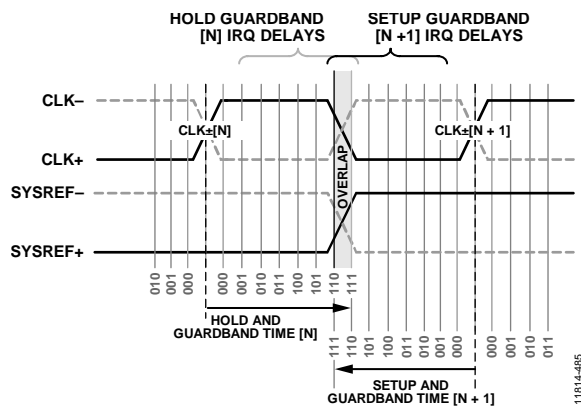 HOLD GUARDBAND
[N] IRQ DELAYS
SETUP GUARDBAND
[N +1] IRQ DELAYS
CLK–
CLK±[N]
CLK±[N + 1]
CLK+
SYSREF–
OVERLAP
SYSREF+
010
001
000
000
001
010
011
100
101
110
111
HOLD AND
GUARDBAND TIME [N]
111
110
101
100
011
010
001
000
000
001
010
011
SETUP AND
GUARDBAND TIME [N + 1]
11814-485